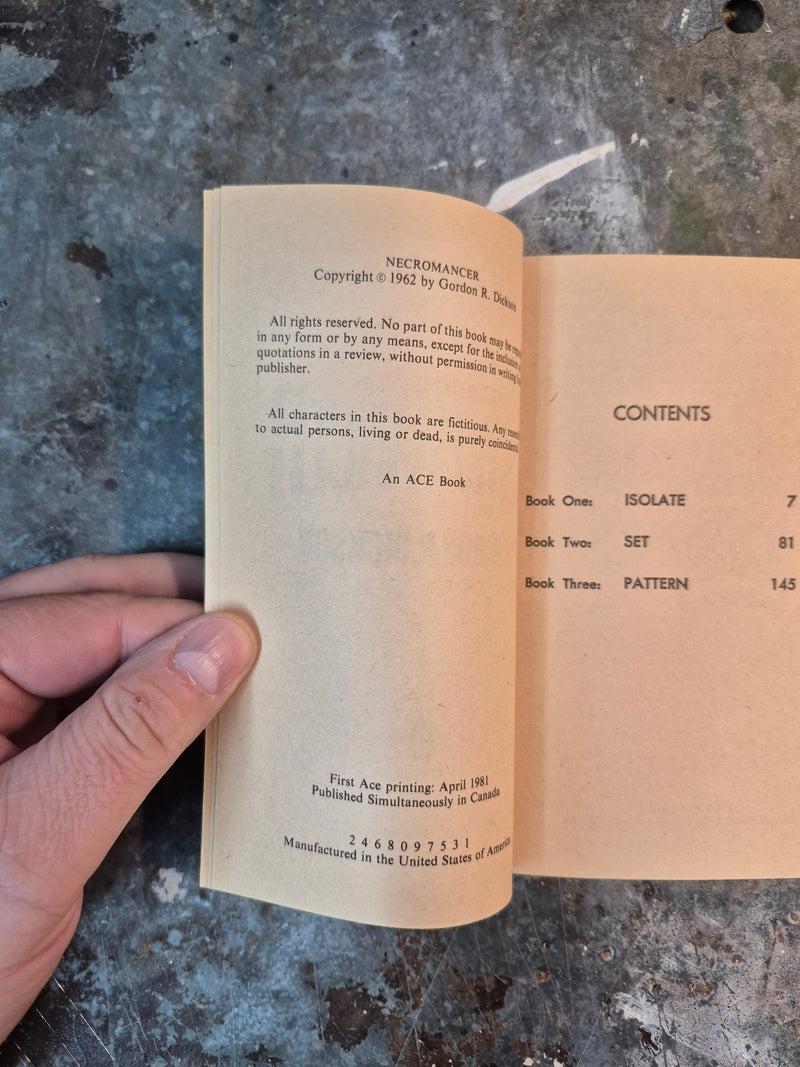 NECROMANCER
Copyright © 1962 by Gordon R. Dickson
All rights reserved. No part of this book may be
in any form or by any means, except for the inclusion
quotations in a review, without permission in writing
publisher.
All characters in this book are fictitious. Any
to actual persons, living or dead, is purely coincidental
An ACE Book
First Ace printing: April 1981
Published Simultaneously in Canada
2 4 6 8 0 9 7 5 3 1
Manufactured in the United States of America
CONTENTS
Book One: ISOLATE 7
Book Two: SET 81
Book Three: PATTERN 145